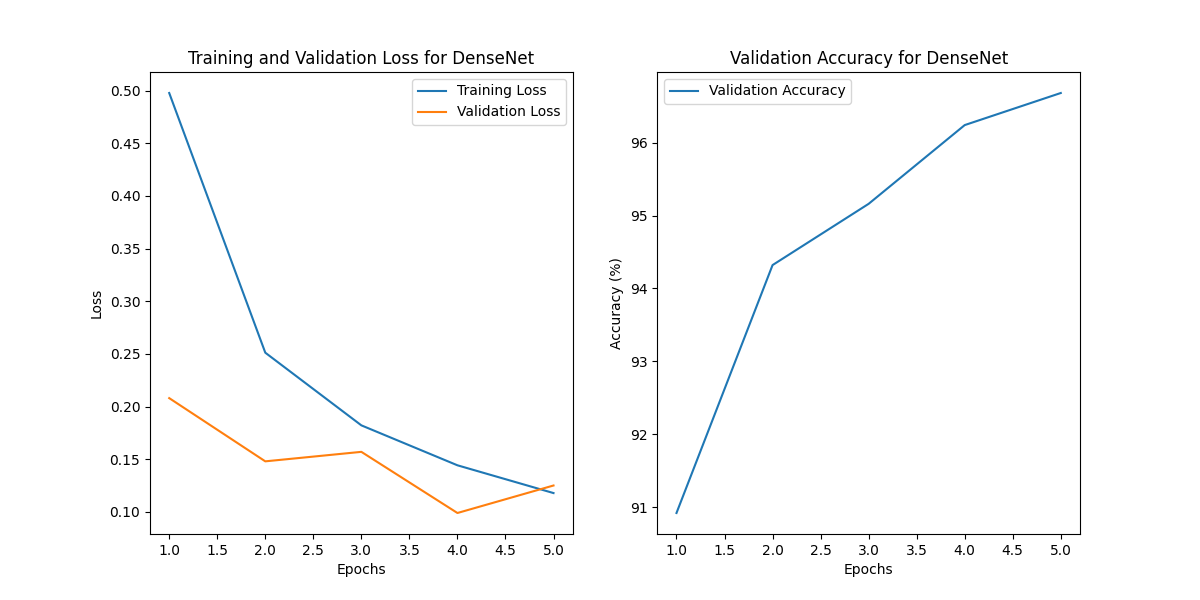 Training and Validation Loss for DenseNet
Training Loss
Validation Loss
0.50
0.45
0.40
0.35
0.30
0.25
0.20
0.15
0.10
Loss
1.0 1.5 2.0 2.5 3.0 3.5 4.0 4.5 5.0
Epochs
Validation Accuracy for DenseNet
Validation Accuracy
96
95
94
93
92
91
Accuracy (%)
1.0 1.5 2.0 2.5 3.0 3.5 4.0 4.5 5.0
Epochs